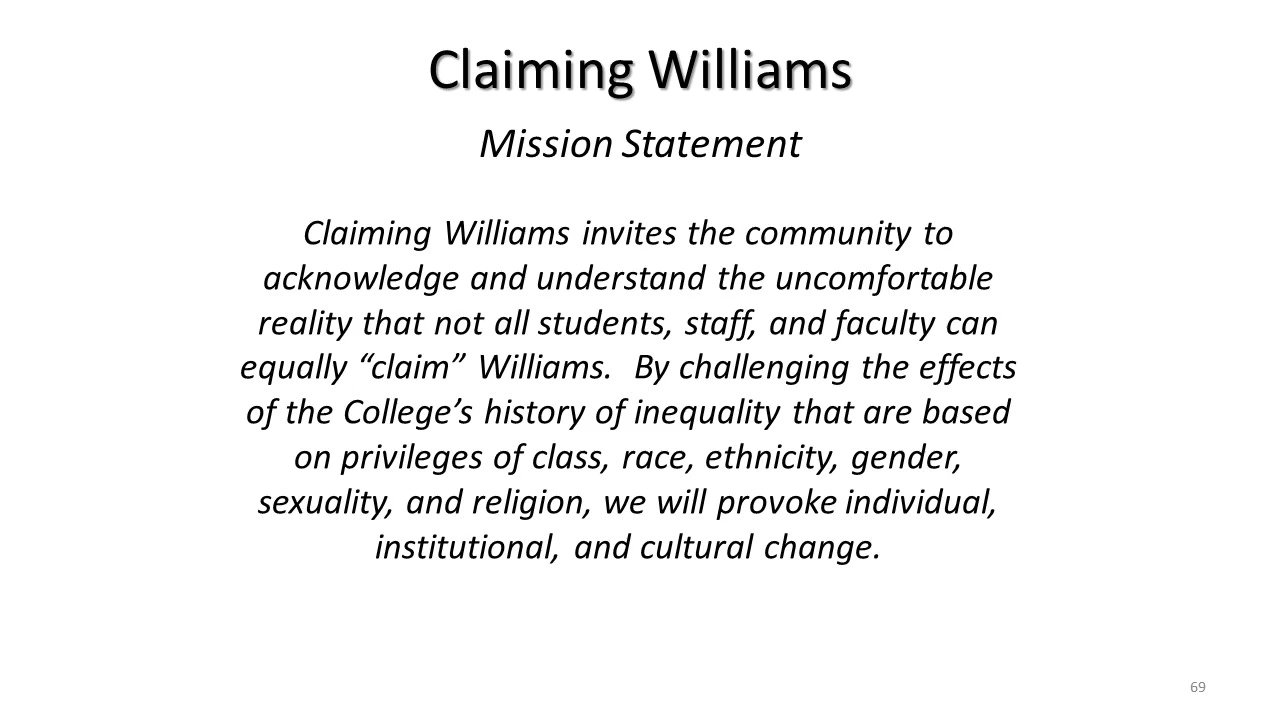 Claiming Williams
Mission Statement
Claiming Williams invites the community to
acknowledge and understand the uncomfortable
reality that not all students, staff, and faculty can
equally “claim” Williams.  By challenging the effects
of the College’s history of inequality that are based
on privileges of class, race, ethnicity, gender,
sexuality, and religion, we will provoke individual,
institutional, and cultural change.
69